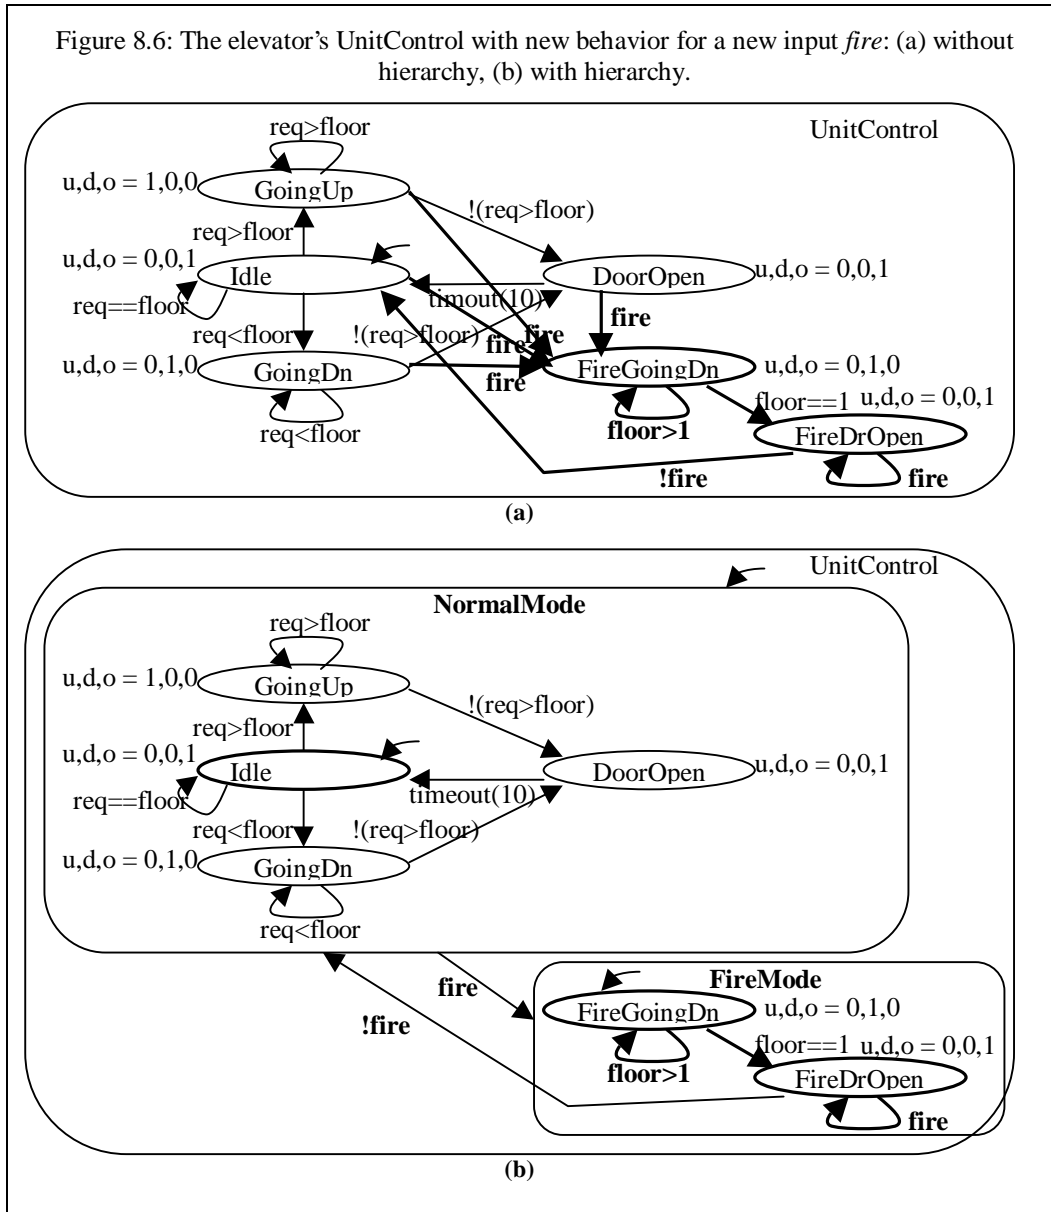 Figure 8.6: The elevator's UnitControl with new behavior for a new input fire: (a) without
hierarchy, (b) with hierarchy.
UnitControl
req>floor
u,d,o = 1,0,0
GoingUp
!(req>floor)
req>floor
u,d,o = 0,0,1
Idle
DoorOpen
u,d,o = 0,0,1
req==floor
timeout(10)
fire
req<floor
!(req>floor)
fire
fire
u,d,o = 0,1,0
GoingDn
fire
FireGoingDn
u,d,o = 0,1,0
req<floor
floor>1
floor==1
u,d,o = 0,0,1
FireDrOpen
!fire
fire
(a)
UnitControl
NormalMode
req>floor
u,d,o = 1,0,0
GoingUp
!(req>floor)
req>floor
u,d,o = 0,0,1
Idle
DoorOpen
u,d,o = 0,0,1
req==floor
timeout(10)
req<floor
!(req>floor)
u,d,o = 0,1,0
GoingDn
req<floor
fire
FireMode
!fire
FireGoingDn
u,d,o = 0,1,0
floor>1
floor==1
u,d,o = 0,0,1
FireDrOpen
fire
(b)